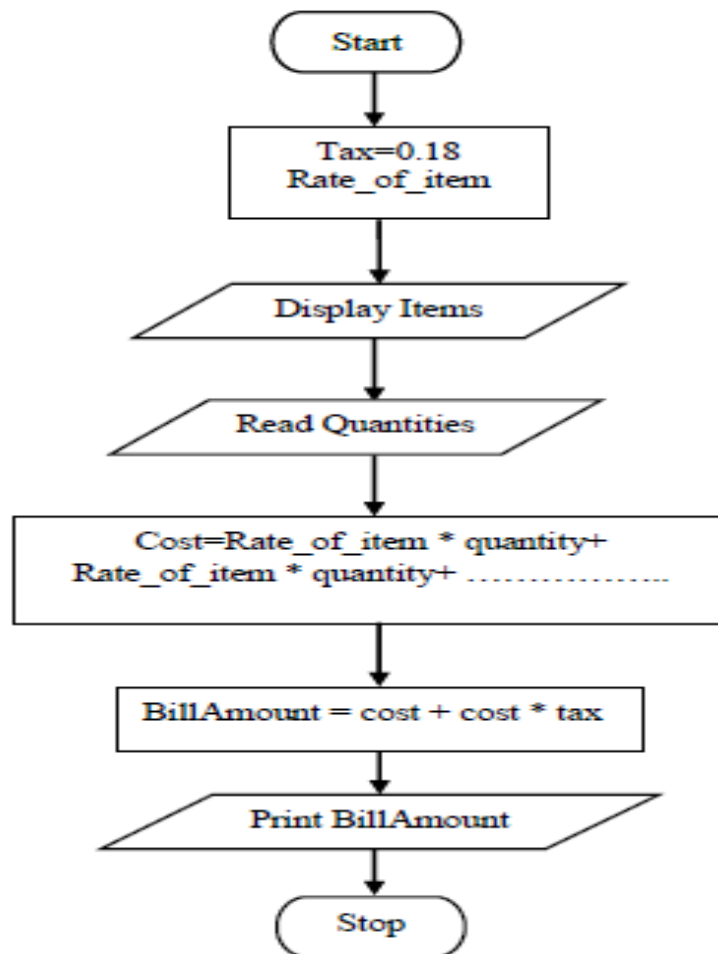 Start
Tax=0.18
Rate_of_item
Display Items
Read Quantities
Cost=Rate_of_item * quantity+
Rate_of_item * quantity+ ……………..
BillAmount = cost + cost * tax
Print BillAmount
Stop